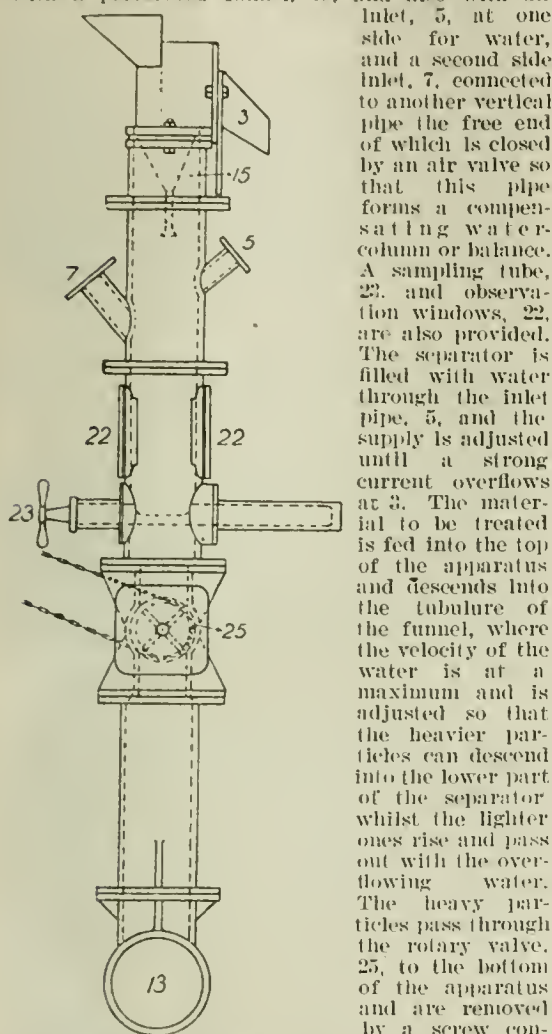 3
15
5
7
22
22
23
25
13
inlet, 5, at one
side for water,
and a second side
inlet, 7, connected
to another vertical
pipe the free end
of which is closed
by an air valve so
that this pipe
forms a compen-
sating water-
column or balance.
A sampling tube,
23, and observa-
tion windows, 22,
are also provided.
The separator is
filled with water
through the inlet
pipe, 5, and the
supply is adjusted
until a strong
current overflows
at 3. The mater-
ial to be treated
is fed into the top
of the apparatus
and descends into
the tubulure of
the funnel, where
the velocity of the
water is at a
maximum and is
adjusted so that
the heavier par-
ticles can descend
into the lower part
of the separator
whilst the lighter
ones rise and pass
out with the over-
flowing water.
The heavy par-
ticles pass through
the rotary valve,
25, to the bottom
of the apparatus
and are removed
by a screw con-